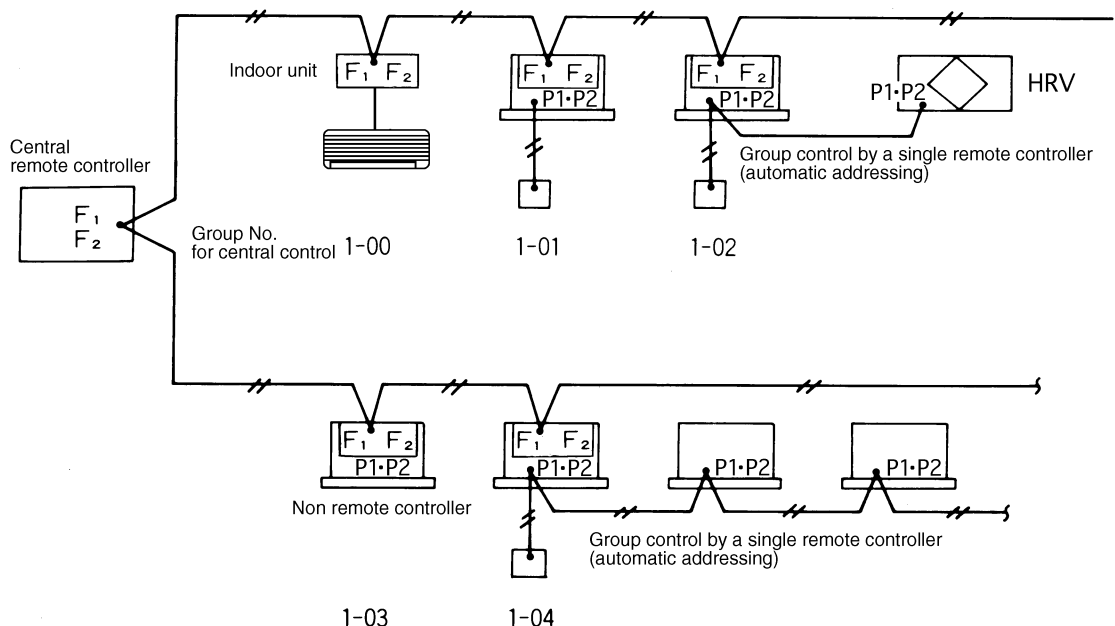 Indoor unit
F₁ F₂
F₁ F₂
P1•P2
F₁ F₂
P1•P2
P1•P2
HRV
Group control by a single remote controller
(automatic addressing)
Central
remote controller
F₁
F₂
Group No.
for central control
1-00
1-01
1-02
F₁ F₂
P1•P2
Non remote controller
F₁ F₂
P1•P2
P1•P2
P1•P2
Group control by a single remote controller
(automatic addressing)
1-03
1-04